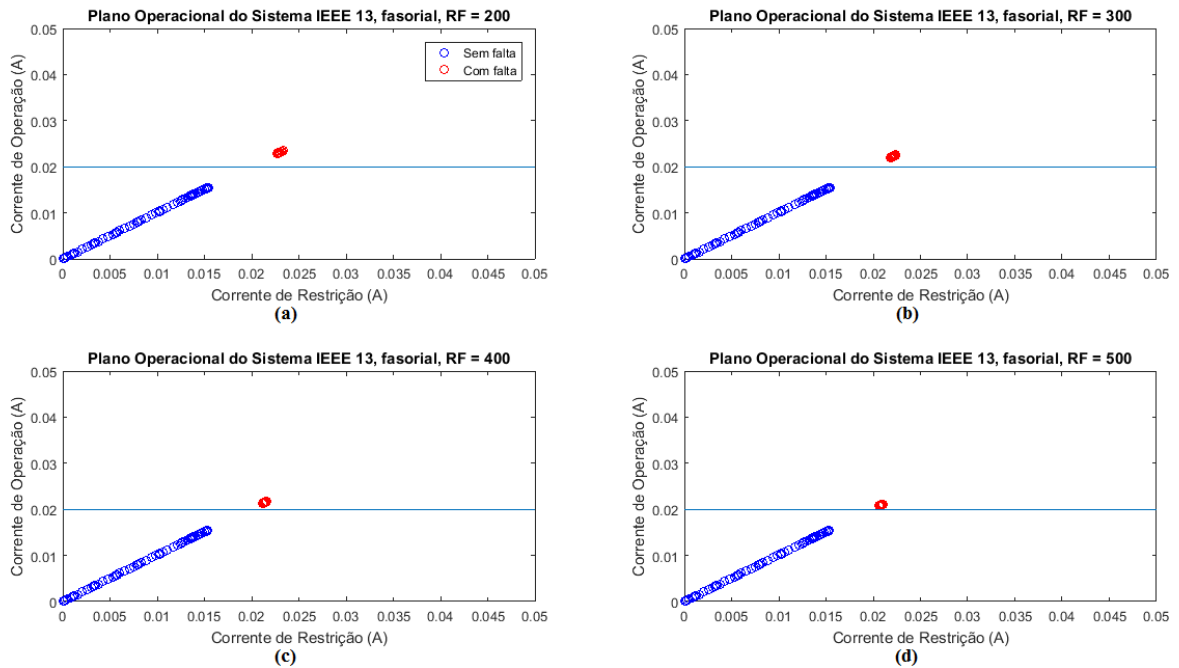 Plano Operacional do Sistema IEEE 13, fasorial, RF = 200
0.05
0.04
0.03
0.02
0.01
0
Corrente de Operação (A)
Sem falta
Com falta
0 0.005 0.01 0.015 0.02 0.025 0.03 0.035 0.04 0.045 0.05
Corrente de Restrição (A)
(a)
Plano Operacional do Sistema IEEE 13, fasorial, RF = 300
0.05
0.04
0.03
0.02
0.01
0
Corrente de Operação (A)
0 0.005 0.01 0.015 0.02 0.025 0.03 0.035 0.04 0.045 0.05
Corrente de Restrição (A)
(b)
Plano Operacional do Sistema IEEE 13, fasorial, RF = 400
0.05
0.04
0.03
0.02
0.01
0
Corrente de Operação (A)
0 0.005 0.01 0.015 0.02 0.025 0.03 0.035 0.04 0.045 0.05
Corrente de Restrição (A)
(c)
Plano Operacional do Sistema IEEE 13, fasorial, RF = 500
0.05
0.04
0.03
0.02
0.01
0
Corrente de Operação (A)
0 0.005 0.01 0.015 0.02 0.025 0.03 0.035 0.04 0.045 0.05
Corrente de Restrição (A)
(d)